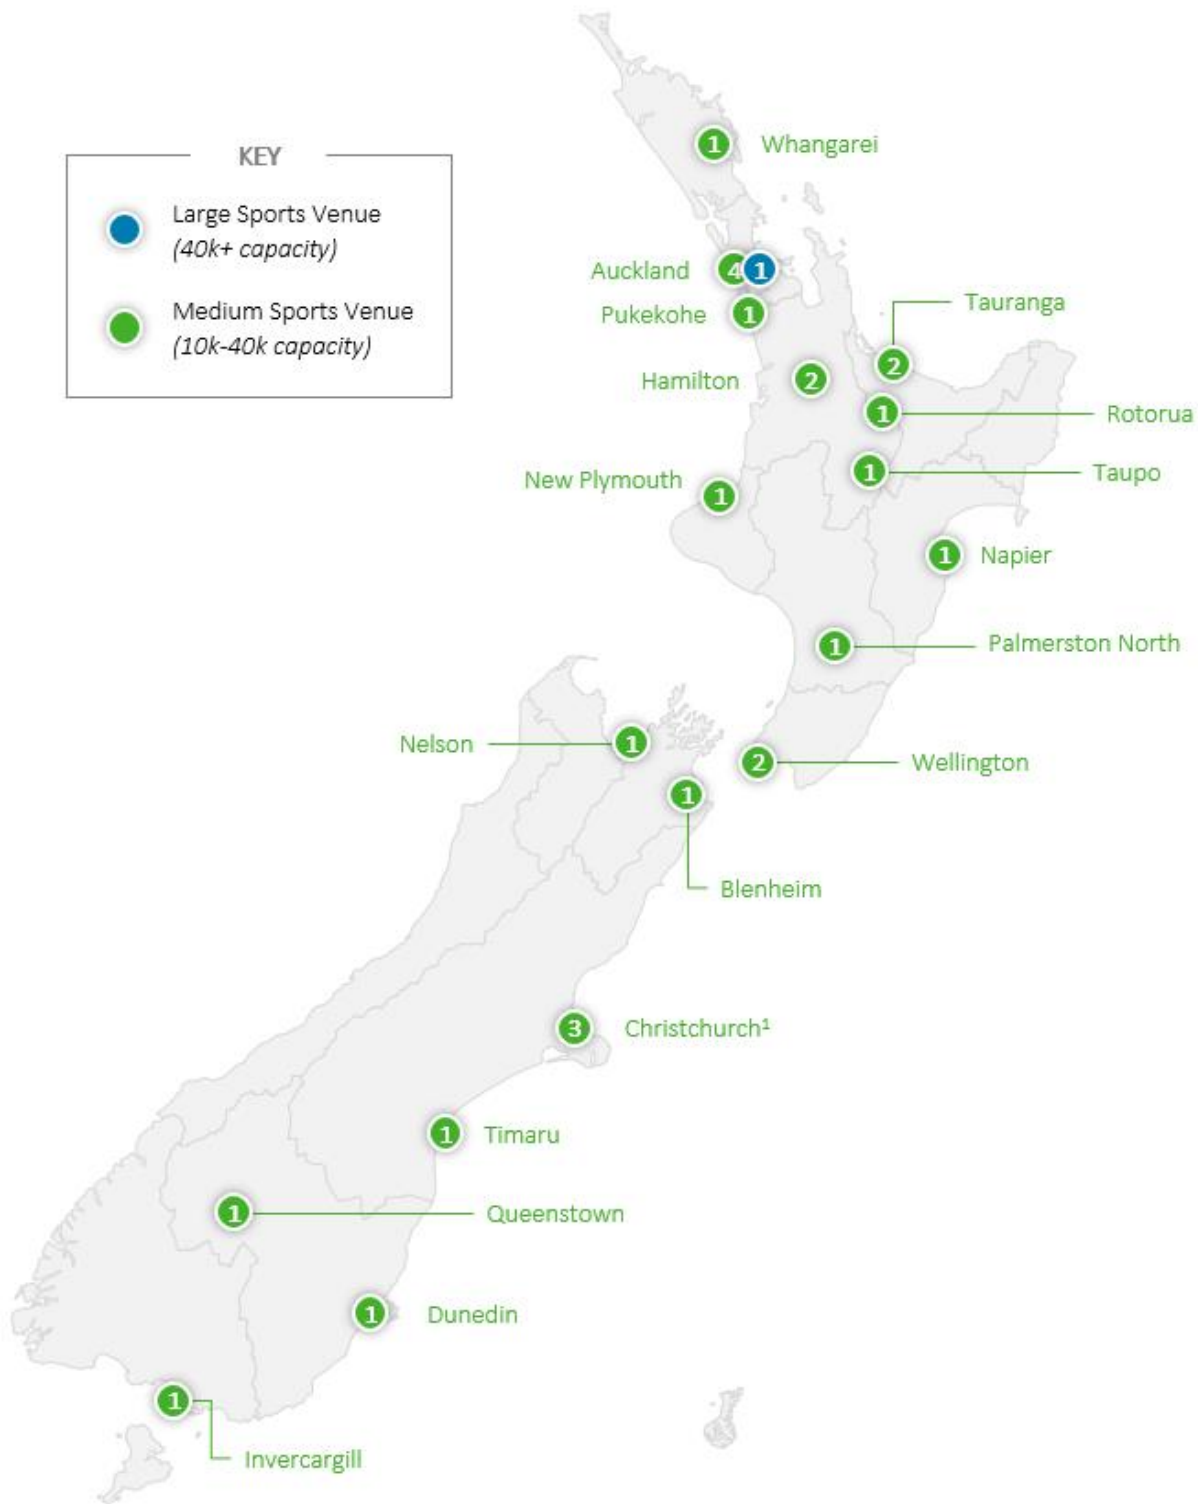 KEY
Large Sports Venue
(40k+ capacity)
Medium Sports Venue
(10k-40k capacity)
1 Whangarei
Auckland 4 1
Pukekohe 1
Tauranga
2
Hamilton 2
1 Rotorua
1 Taupo
New Plymouth 1
1 Napier
1 Palmerston North
Nelson 1
2 Wellington
1
Blenheim
3 Christchurch¹
1 Timaru
1 Queenstown
1 Dunedin
1
Invercargill